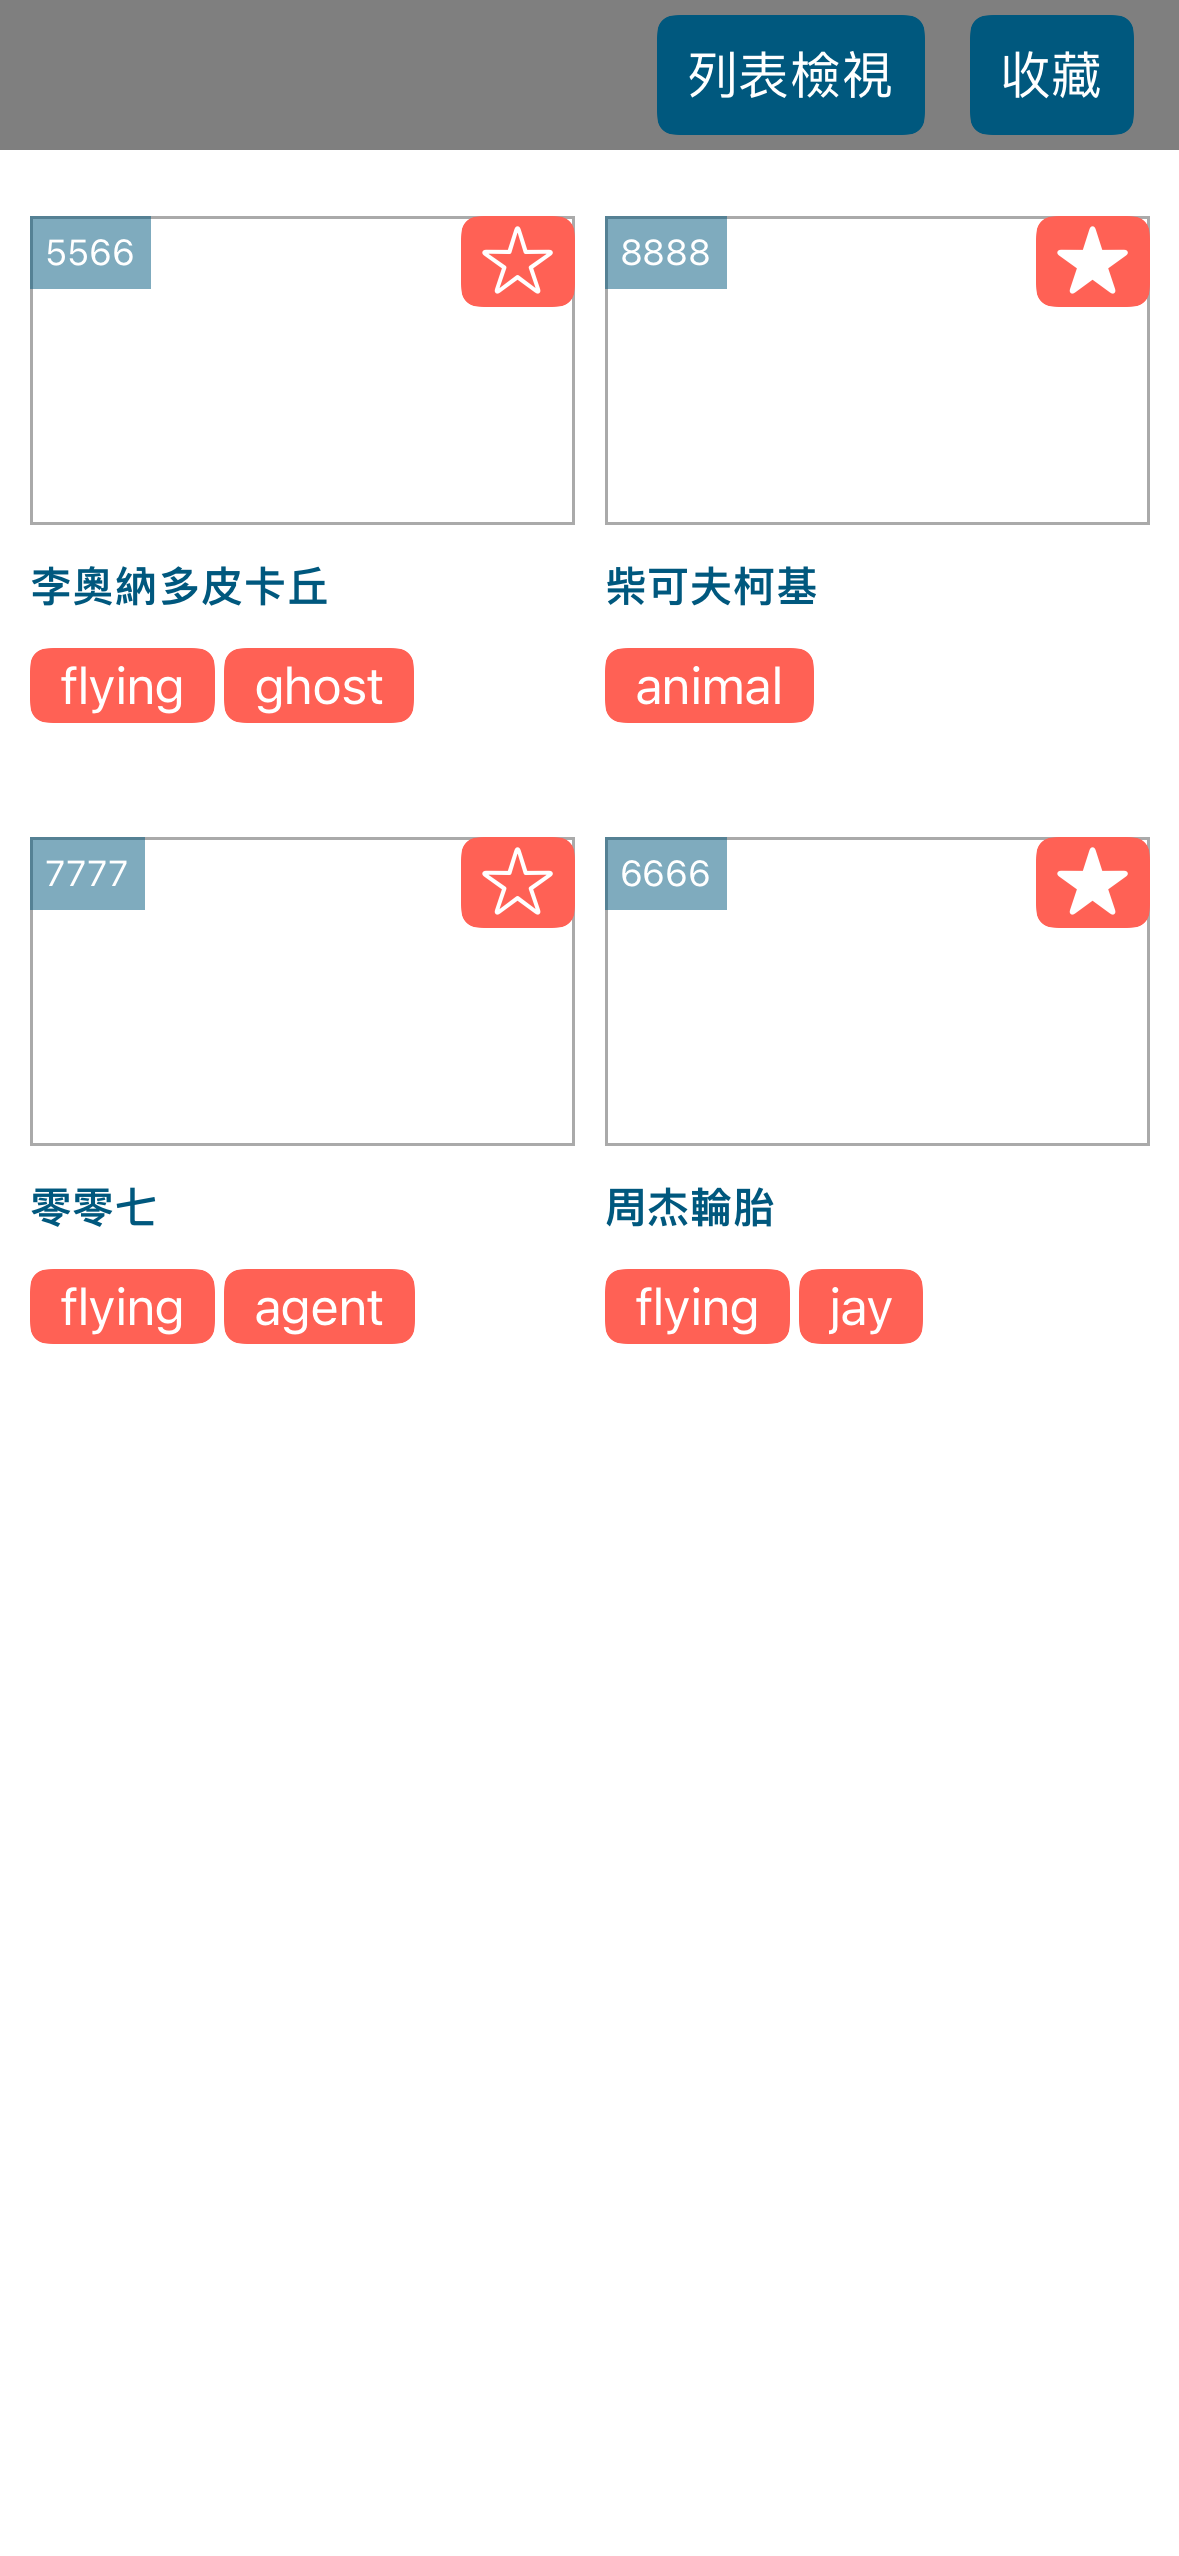 列表檢視 收藏
5566
8888
李奧納多皮卡丘
柴可夫柯基
flying ghost
animal
7777
6666
零零七
周杰輪胎
flying agent
flying jay